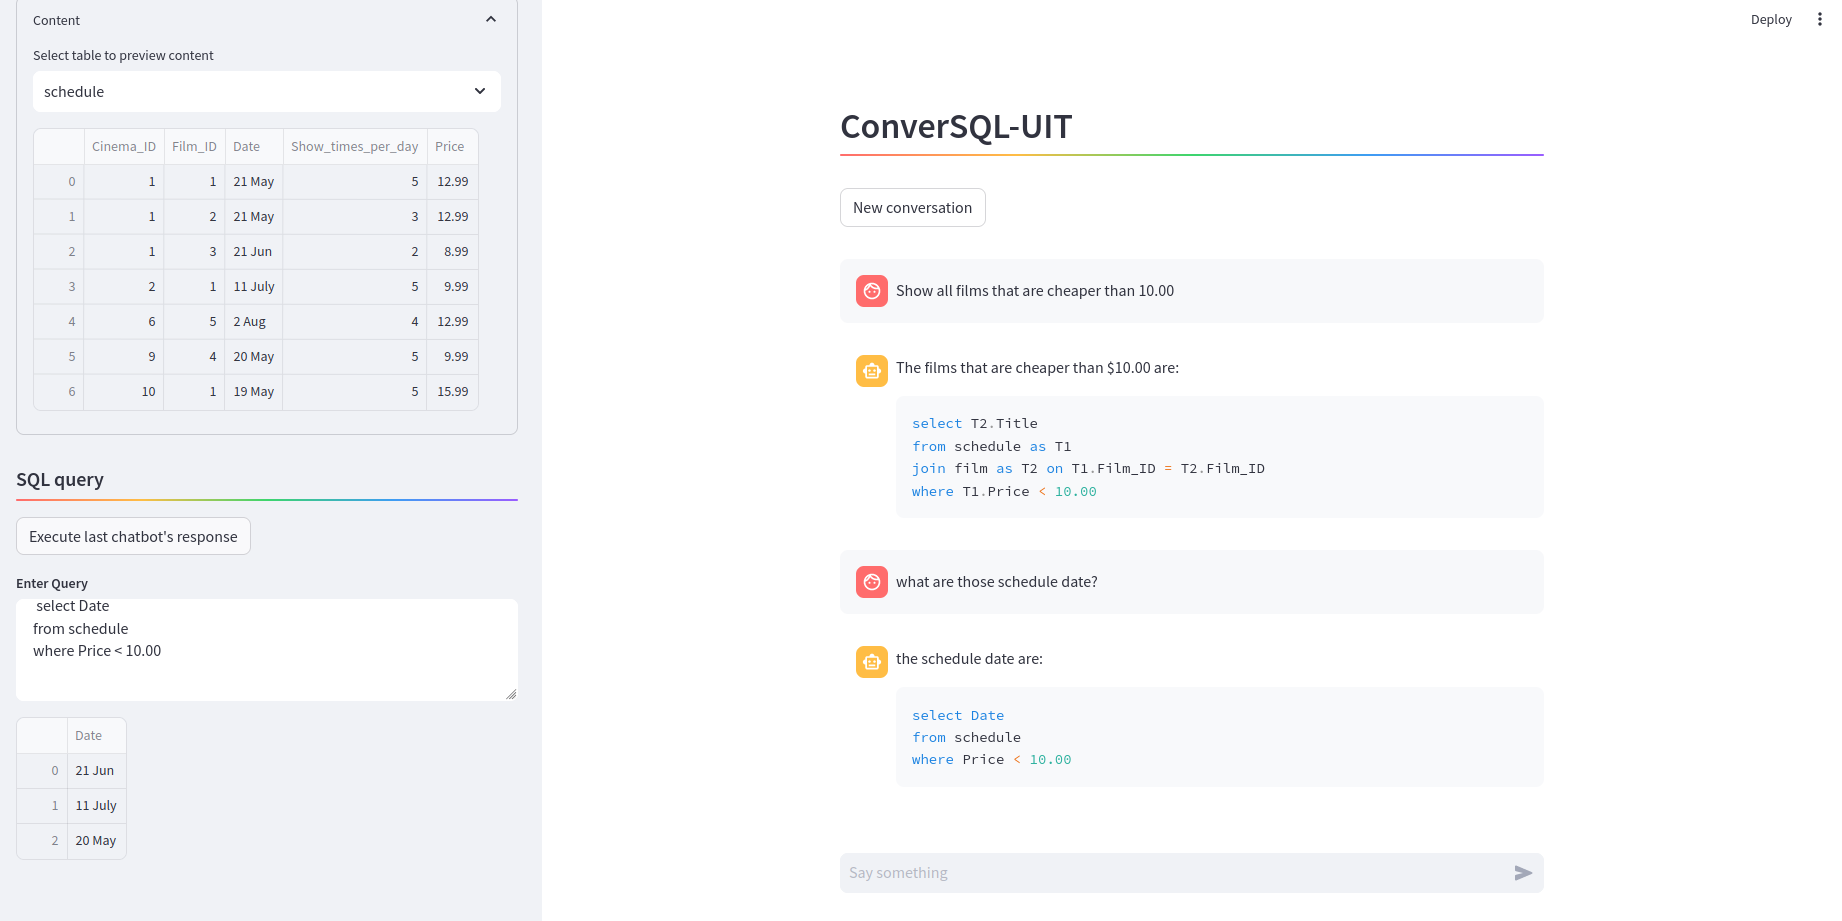 Content
Select table to preview content
schedule
Cinema_ID Film_ID Date Show_times_per_day Price
0 1 1 21 May 5 12.99
1 1 2 21 May 3 12.99
2 1 3 21 Jun 2 8.99
3 2 1 11 July 5 9.99
4 6 5 2 Aug 4 12.99
5 9 4 20 May 5 9.99
6 10 1 19 May 5 15.99
SQL query
Execute last chatbot's response
Enter Query
select Date
from schedule
where Price < 10.00
Date
0 21 Jun
1 11 July
2 20 May
Deploy
ConverSQL-UIT
New conversation
Show all films that are cheaper than 10.00
The films that are cheaper than $10.00 are:
select T2.Title
from schedule as T1
join film as T2 on T1.Film_ID = T2.Film_ID
where T1.Price < 10.00
what are those schedule date?
the schedule date are:
select Date
from schedule
where Price < 10.00
Say something